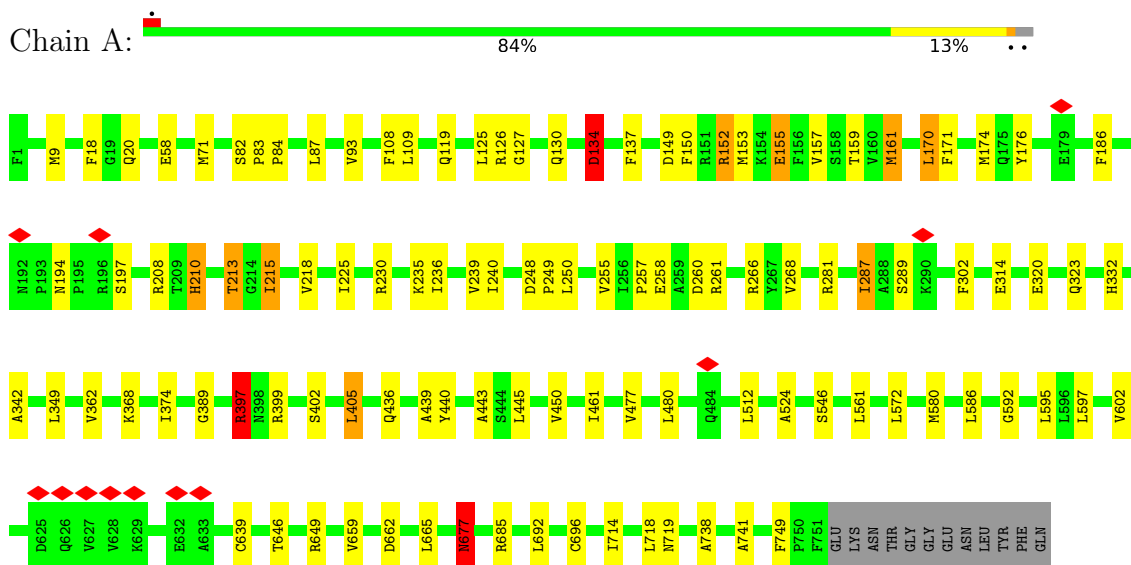 Chain A:
84%
13%
F1 M9 F18 G19 Q20 E58 M71 S82 P83 P84 L87 V93 F108 L109 Q119 L125 R126 G127 Q130 D134 F137 D149 F150 R151 R152 M153 K154 E155 F156 V157 S158 T159 V160 M161 L170 F171 M174 Q175 Y176 E179 F186
N192 P193 N194 P195 R196 S197 R208 T209 H210 T213 G214 I215 V218 I225 R230 K235 I236 V239 I240 D248 P249 L250 V255 I256 P257 E258 A259 D260 R261 R266 Y267 V268 R281 I287 A288 S289 K290 F302 E314 E320 Q323 H332
A342 L349 V362 K368 I374 G389 R397 N398 R399 S402 L405 Q436 A439 Y440 A443 S444 L445 V450 I461 V477 L480 Q484 L512 A524 S546 L561 L572 M580 L586 G592 L595 L596 L597 V602
D625 Q626 V627 V628 K629 E632 A633 C639 T646 R649 V659 D662 L665 N677 R685 L692 C696 I714 L718 N719 A738 A741 F749 P750 F751 GLU LYS ASN THR GLY GLY GLU ASN LEU TYR PHE GLN